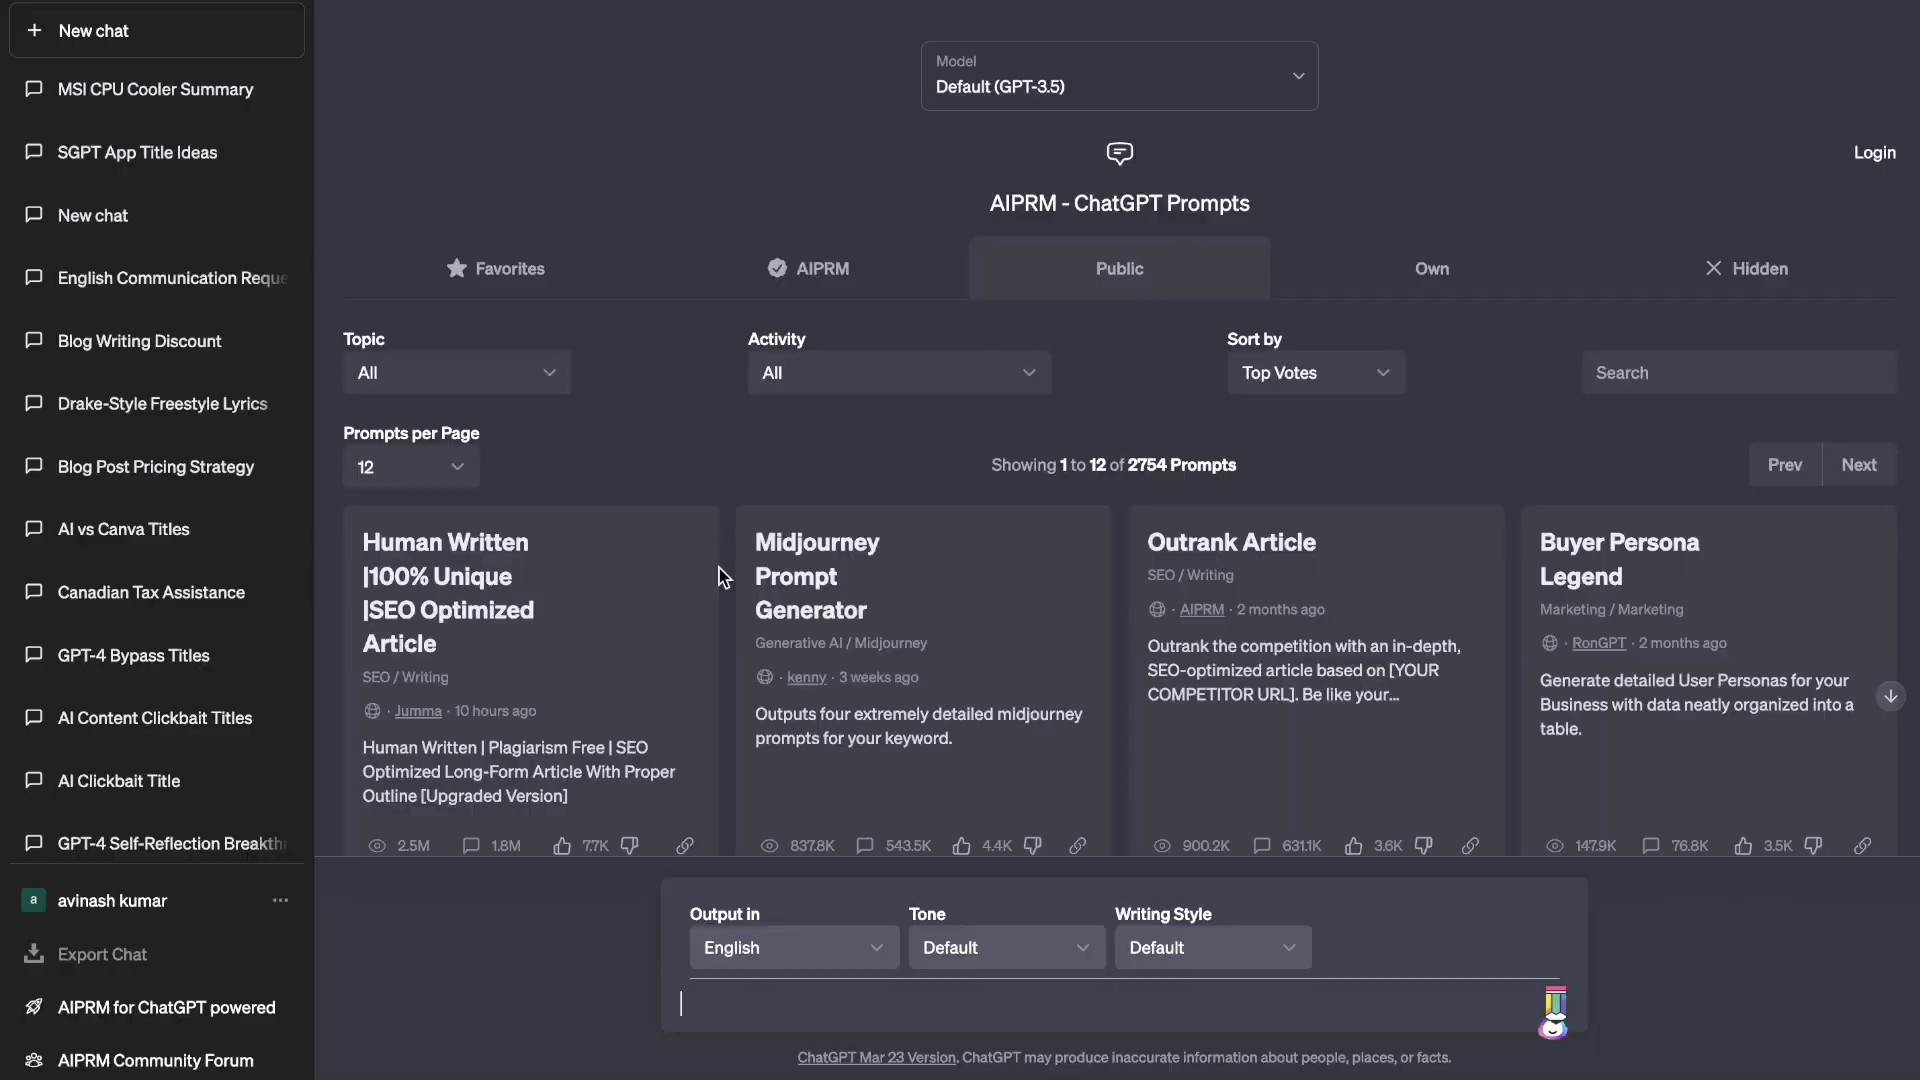 New chat
MSI CPU Cooler Summary
SGPT App Title Ideas
New chat
English Communication Reque
Blog Writing Discount
Drake-Style Freestyle Lyrics
Blog Post Pricing Strategy
AI vs Canva Titles
Canadian Tax Assistance
GPT-4 Bypass Titles
AI Content Clickbait Titles
AI Clickbait Title
GPT-4 Self-Reflection Breakth
a avinash kumar
Export Chat
AIPRM for ChatGPT powered
AIPRM Community Forum
Model
Default (GPT-3.5)
Login
AIPRM - ChatGPT Prompts
Favorites AIPRM Public Own Hidden
Topic Activity Sort by
All All Top Votes Search
Prompts per Page
12 Showing 1 to 12 of 2754 Prompts Prev Next
Human Written
|100% Unique
|SEO Optimized
Article
SEO / Writing
· Jumma · 10 hours ago
Human Written | Plagiarism Free | SEO
Optimized Long-Form Article With Proper
Outline [Upgraded Version]
2.5M 1.8M 7.7K
Midjourney
Prompt
Generator
Generative AI / Midjourney
· kenny · 3 weeks ago
Outputs four extremely detailed midjourney
prompts for your keyword.
837.8K 543.5K 4.4K
Outrank Article
SEO / Writing
· AIPRM · 2 months ago
Outrank the competition with an in-depth,
SEO-optimized article based on [YOUR
COMPETITOR URL]. Be like your...
900.2K 631.1K 3.6K
Buyer Persona
Legend
Marketing / Marketing
· RonGPT · 2 months ago
Generate detailed User Personas for your
Business with data neatly organized into a
table.
147.9K 76.8K 3.5K
Output in Tone Writing Style
English Default Default
ChatGPT Mar 23 Version. ChatGPT may produce inaccurate information about people, places, or facts.